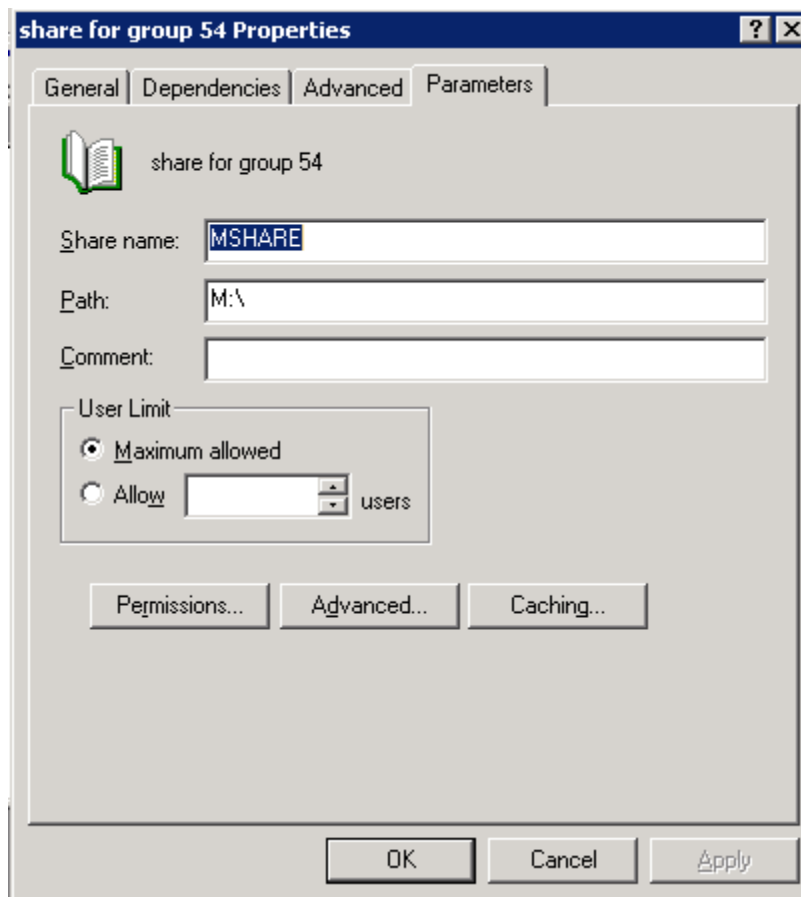 share for group 54 Properties
General Dependencies Advanced Parameters
share for group 54
Share name: MSHARE
Path: M:\
Comment:
User Limit
Maximum allowed
Allow users
Permissions... Advanced... Caching...
OK Cancel Apply